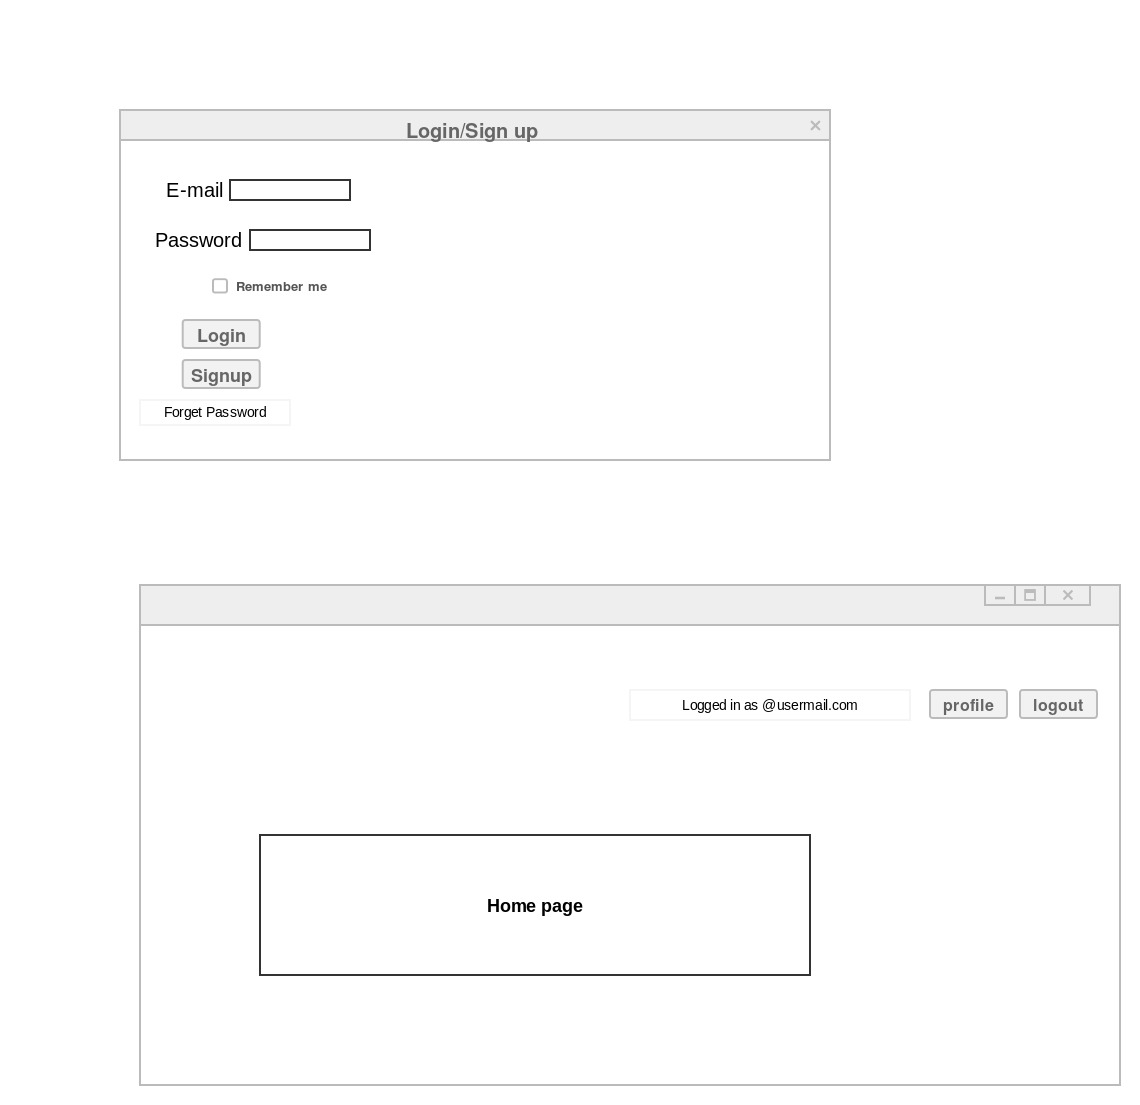 Login/Sign up
E-mail
Password
Remember me
Login
Signup
Forget Password
Logged in as @usermail.com
profile
logout
Home page